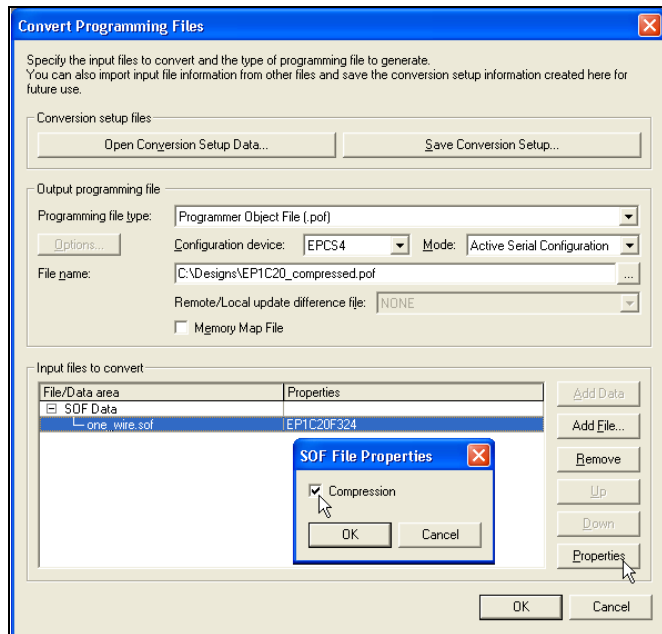 Convert Programming Files
Specify the input files to convert and the type of programming file to generate.
You can also import input file information from other files and save the conversion setup information created here for
future use.
Conversion setup files
Open Conversion Setup Data...
Save Conversion Setup...
Output programming file
Programming file type:
Programmer Object File (.pof)
Options...
Configuration device:
EPCS4
Mode:
Active Serial Configuration
File name:
C:\Designs\EP1C20_compressed.pof
...
Remote/Local update difference file:
NONE
Memory Map File
Input files to convert
File/Data area
Properties
Add Data
SOF Data
one_wire.sof
EP1C20F324
Add File...
SOF File Properties
Remove
Compression
Up
OK
Cancel
Down
Properties
OK
Cancel